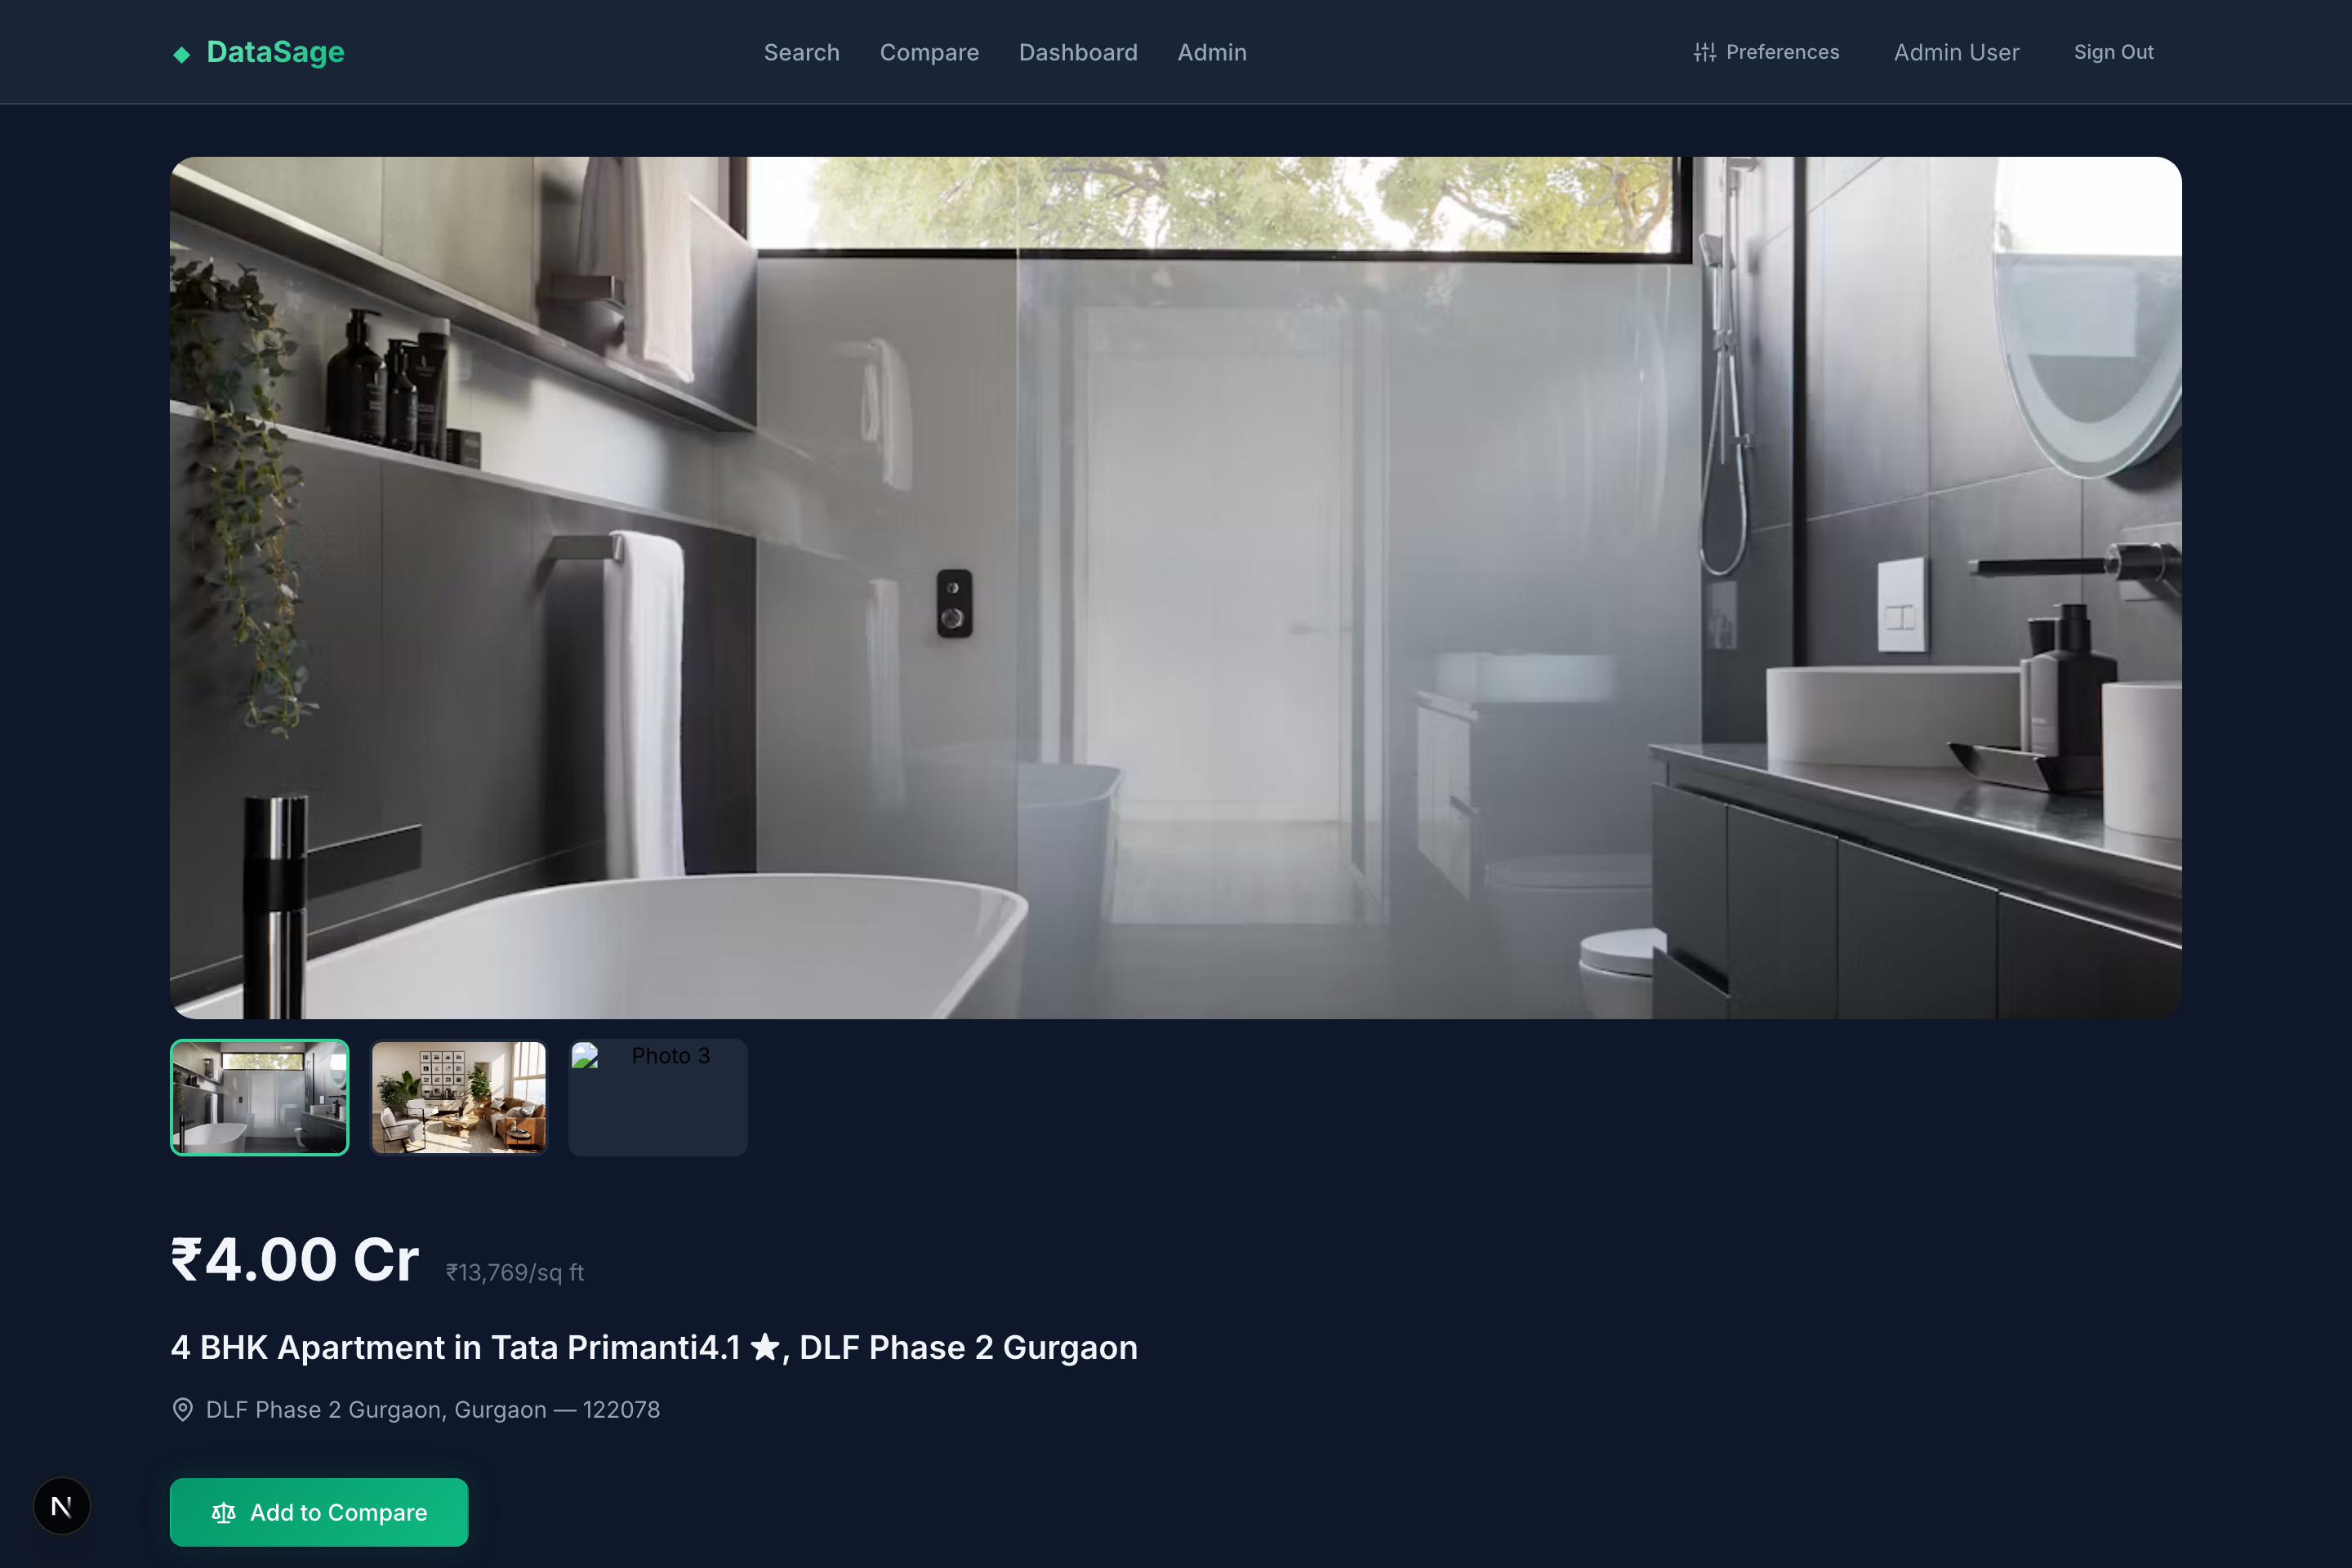 ◆ DataSage
Search Compare Dashboard Admin
Preferences Admin User Sign Out
Photo 3
₹4.00 Cr ₹13,769/sq ft
4 BHK Apartment in Tata Primanti4.1 ★, DLF Phase 2 Gurgaon
DLF Phase 2 Gurgaon, Gurgaon — 122078
N
Add to Compare